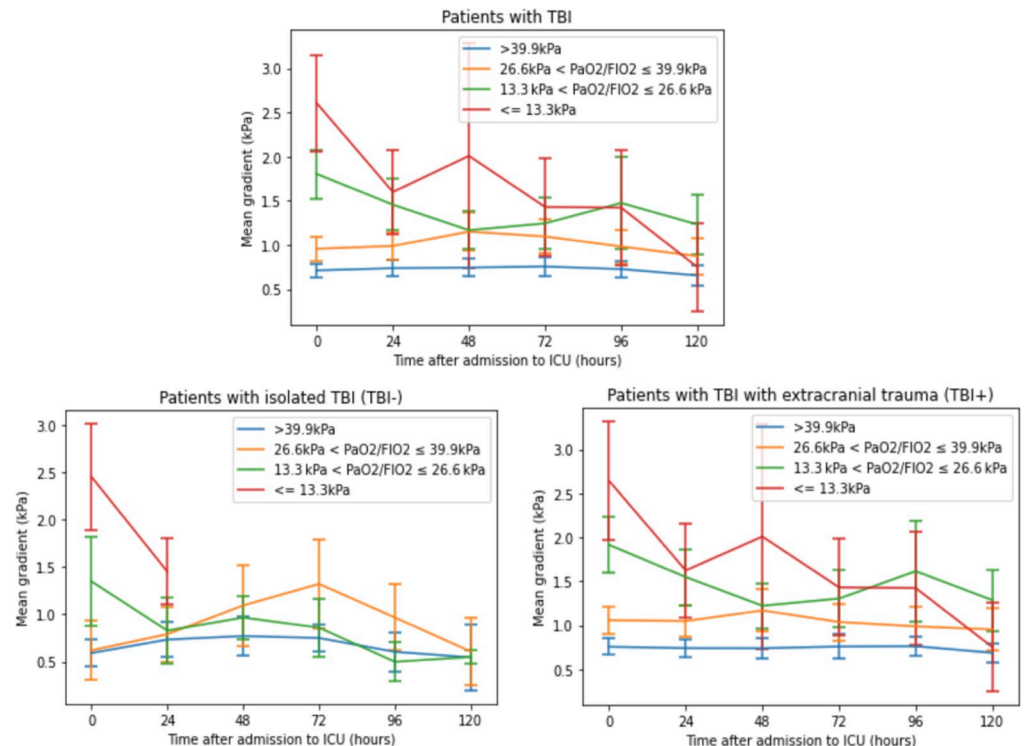 Patients with TBI
Mean gradient (kPa)
3.0
2.5
2.0
1.5
1.0
0.5
>39.9kPa
26.6kPa < PaO2/FIO2 ≤ 39.9kPa
13.3 kPa < PaO2/FIO2 ≤ 26.6 kPa
<= 13.3kPa
0 24 48 72 96 120
Time after admission to ICU (hours)
Patients with isolated TBI (TBI-)
Mean gradient (kPa)
3.0
2.5
2.0
1.5
1.0
0.5
>39.9kPa
26.6kPa < PaO2/FIO2 ≤ 39.9kPa
13.3 kPa < PaO2/FIO2 ≤ 26.6 kPa
<= 13.3kPa
0 24 48 72 96 120
Time after admission to ICU (hours)
Patients with TBI with extracranial trauma (TBI+)
Mean gradient (kPa)
3.0
2.5
2.0
1.5
1.0
0.5
>39.9kPa
26.6kPa < PaO2/FIO2 ≤ 39.9kPa
13.3 kPa < PaO2/FIO2 ≤ 26.6 kPa
<= 13.3kPa
0 24 48 72 96 120
Time after admission to ICU (hours)